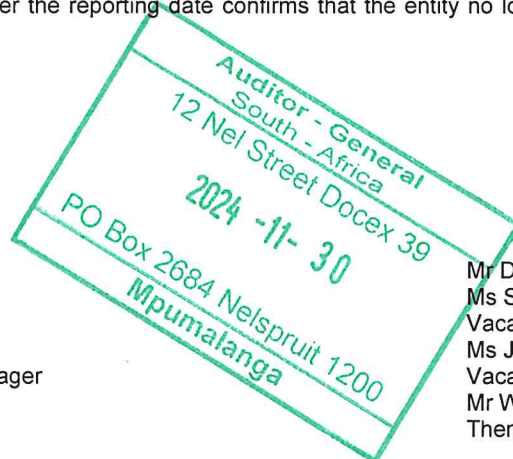 er the reporting date confirms that the entity no lo
Auditor - General
South - Africa
12 Nel Street Docex 39
2024 -11- 30
PO Box 2684 Nelspruit 1200
Mpumalanga
Mr D
Ms S
Vaca
ager
Ms J
Vaca
Mr W
Ther